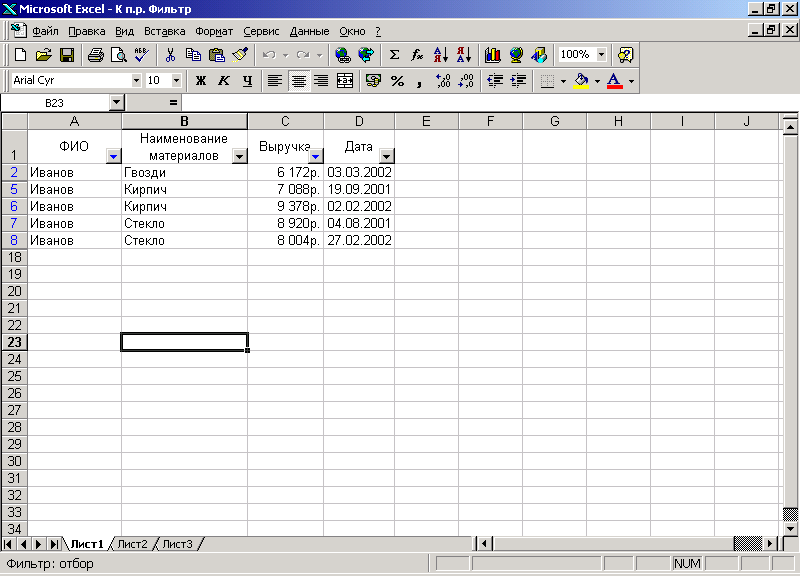 Microsoft Excel - К п.р. Фильтр
Файл Правка Вид Вставка Формат Сервис Данные Окно ?
100%
Arial Cyr 10 Ж К Ч
B23 =
A B C D E F G H I J
1 ФИО Наименование материалов Выручка Дата
2 Иванов Гвозди 6 172р. 03.03.2002
5 Иванов Кирпич 7 088р. 19.09.2001
6 Иванов Кирпич 9 378р. 02.02.2002
7 Иванов Стекло 8 920р. 04.08.2001
8 Иванов Стекло 8 004р. 27.02.2002
18
19
20
21
22
23
24
25
26
27
28
29
30
31
32
33
34
Лист1 Лист2 Лист3
Фильтр: отбор NUM